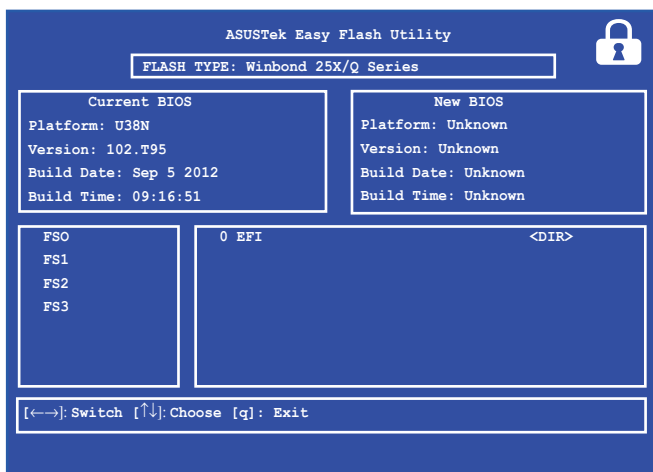 ASUSTek Easy Flash Utility
FLASH TYPE: Winbond 25X/Q Series
Current BIOS
Platform: U38N
Version: 102.T95
Build Date: Sep 5 2012
Build Time: 09:16:51
New BIOS
Platform: Unknown
Version: Unknown
Build Date: Unknown
Build Time: Unknown
FSO
FS1
FS2
FS3
0 EFI <DIR>
[←→]: Switch [↑↓]: Choose [q]: Exit